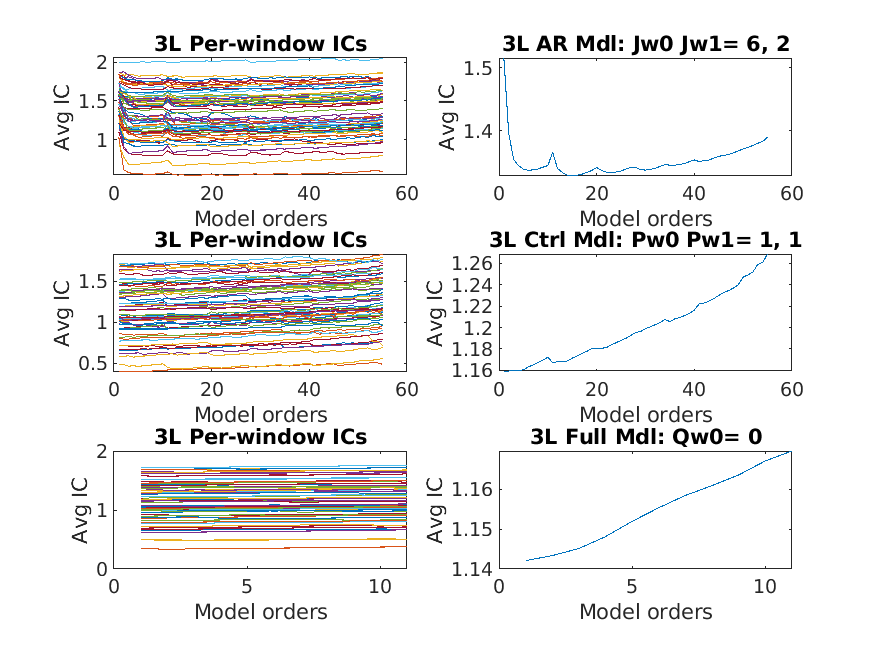 3L Per-window ICs
Avg IC
2
1.5
1
0
20
40
60
Model orders
3L AR Mdl: Jw0 Jw1= 6, 2
Avg IC
1.5
1.4
0
20
40
60
Model orders
3L Per-window ICs
Avg IC
1.5
1
0.5
0
20
40
60
Model orders
3L Ctrl Mdl: Pw0 Pw1= 1, 1
Avg IC
1.26
1.24
1.22
1.2
1.18
1.16
0
20
40
60
Model orders
3L Per-window ICs
Avg IC
2
1
0
0
5
10
Model orders
3L Full Mdl: Qw0= 0
Avg IC
1.16
1.15
1.14
0
5
10
Model orders